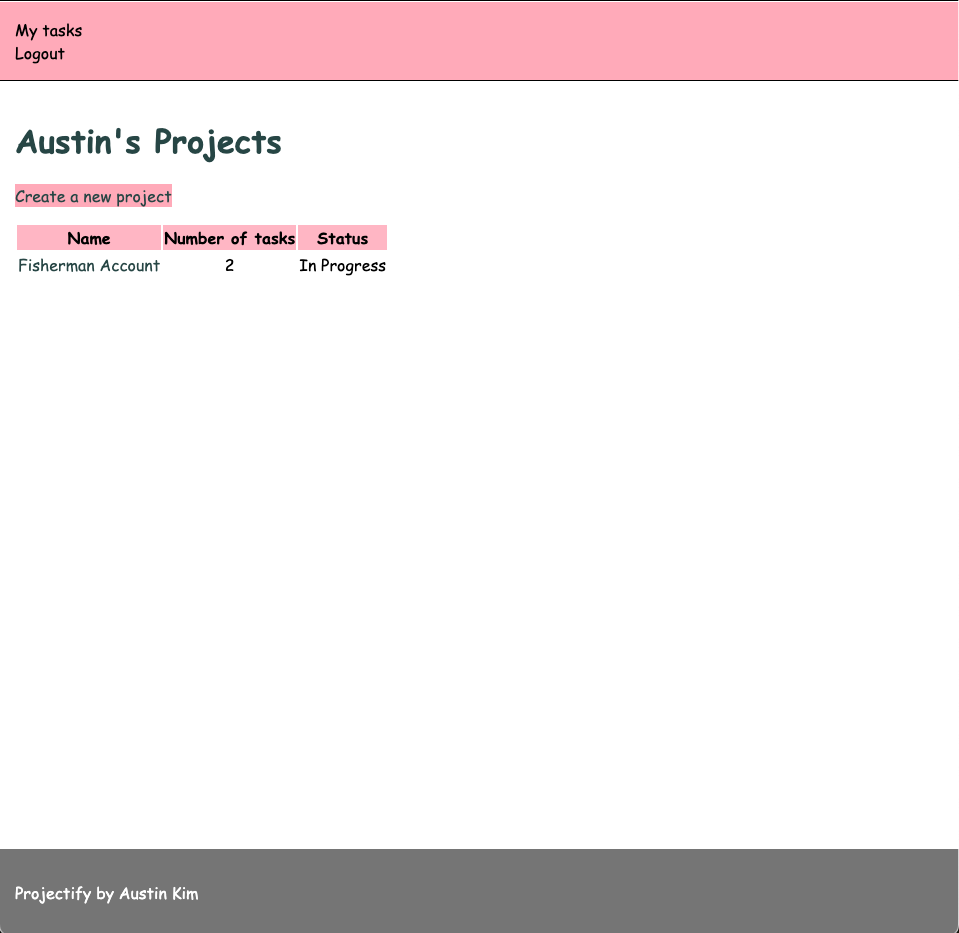 My tasks
Logout
Austin's Projects
Create a new project
Name Number of tasks Status
Fisherman Account 2 In Progress
Projectify by Austin Kim